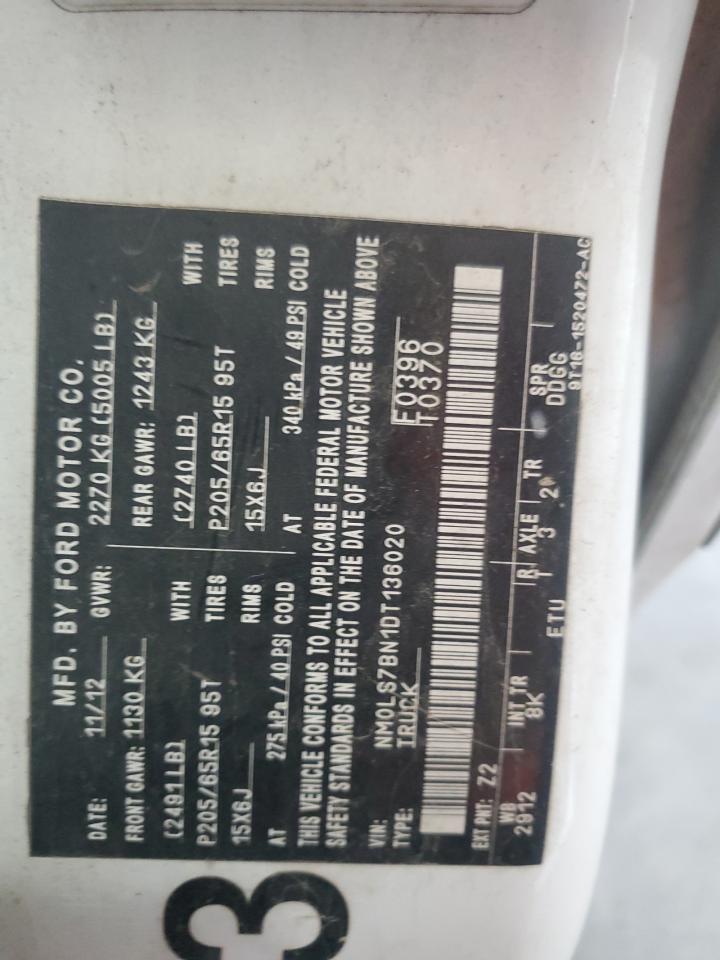 MFD. BY FORD MOTOR CO.
DATE: 11/12 GVWR: 2270 KG (5005 LB)
FRONT GAWR: 1130 KG REAR GAWR: 1243 KG
(2491LB) WITH (2740LB) WITH
P205/65R15 95T TIRES P205/65R15 95T TIRES
15X6J RIMS 15X6J RIMS
AT 275 kPa / 40 PSI COLD AT 340 kPa / 49 PSI COLD
THIS VEHICLE CONFORMS TO ALL APPLICABLE FEDERAL MOTOR VEHICLE
SAFETY STANDARDS IN EFFECT ON THE DATE OF MANUFACTURE SHOWN ABOVE
VIN: NM0LS7BN1DT136020 F0396
TYPE: TRUCK T0370
EXT PNT: Z2
WB INT TR R AXLE TR SPR
2912 8K T 3 2 DDGG
ETU 9T16-1520472-AC
3